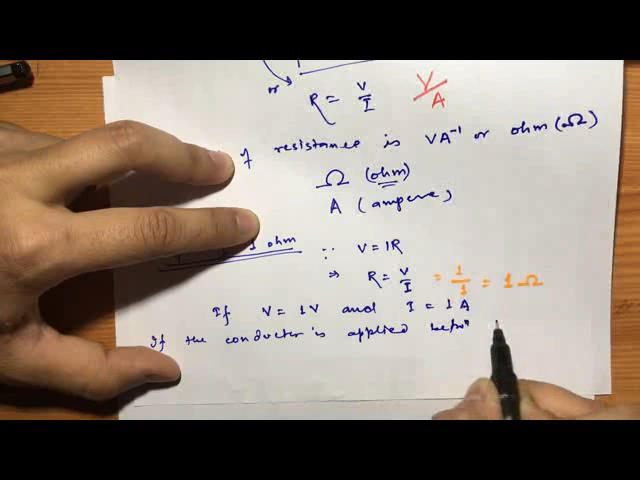 or
R = V/I    V/A
resistance is VA⁻¹ or ohm (Ω)
Ω (ohm)
A (ampere)
1 ohm ∵ V = IR
⇒ R = V/I = 1/1 = 1 Ω
If V = 1V and I = 1 A
If the conductor is applied